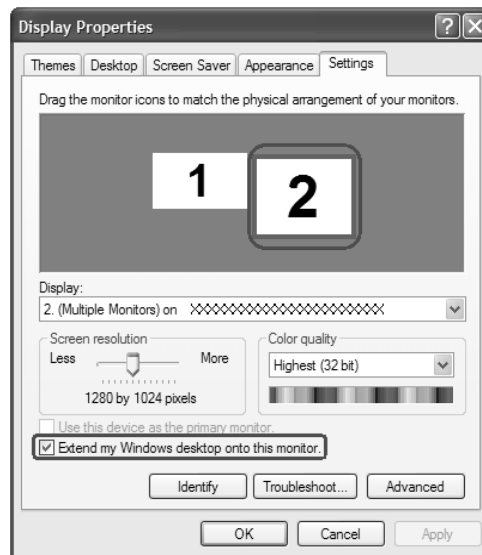 Display Properties
Themes Desktop Screen Saver Appearance Settings
Drag the monitor icons to match the physical arrangement of your monitors.
1 2
Display:
2. (Multiple Monitors) on XXXXXXXXXXXXXXXXXXXXXXXX
Screen resolution
Less More
1280 by 1024 pixels
Color quality
Highest (32 bit)
Use this device as the primary monitor.
Extend my Windows desktop onto this monitor.
Identify Troubleshoot... Advanced
OK Cancel Apply